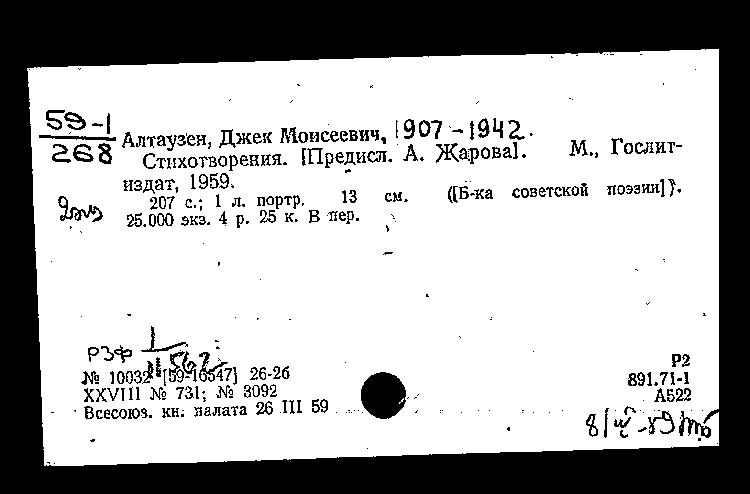 59-1
268
Алтаузен, Джек Моисеевич, 1907-1942.
Стихотворения. [Предисл. А. Жарова]. М., Гослит-
издат, 1959.
207 с.; 1 л. портр. 13 см. ([Б-ка советской поэзии]).
2экз
25.000 экз. 4 р. 25 к. В пер.
РЗФ 1
№ 10032 [59-16547] 26-26
XXVIII № 731; № 3092
Всесоюз. кн. палата 26 III 59
Р2
891.71-1
А522